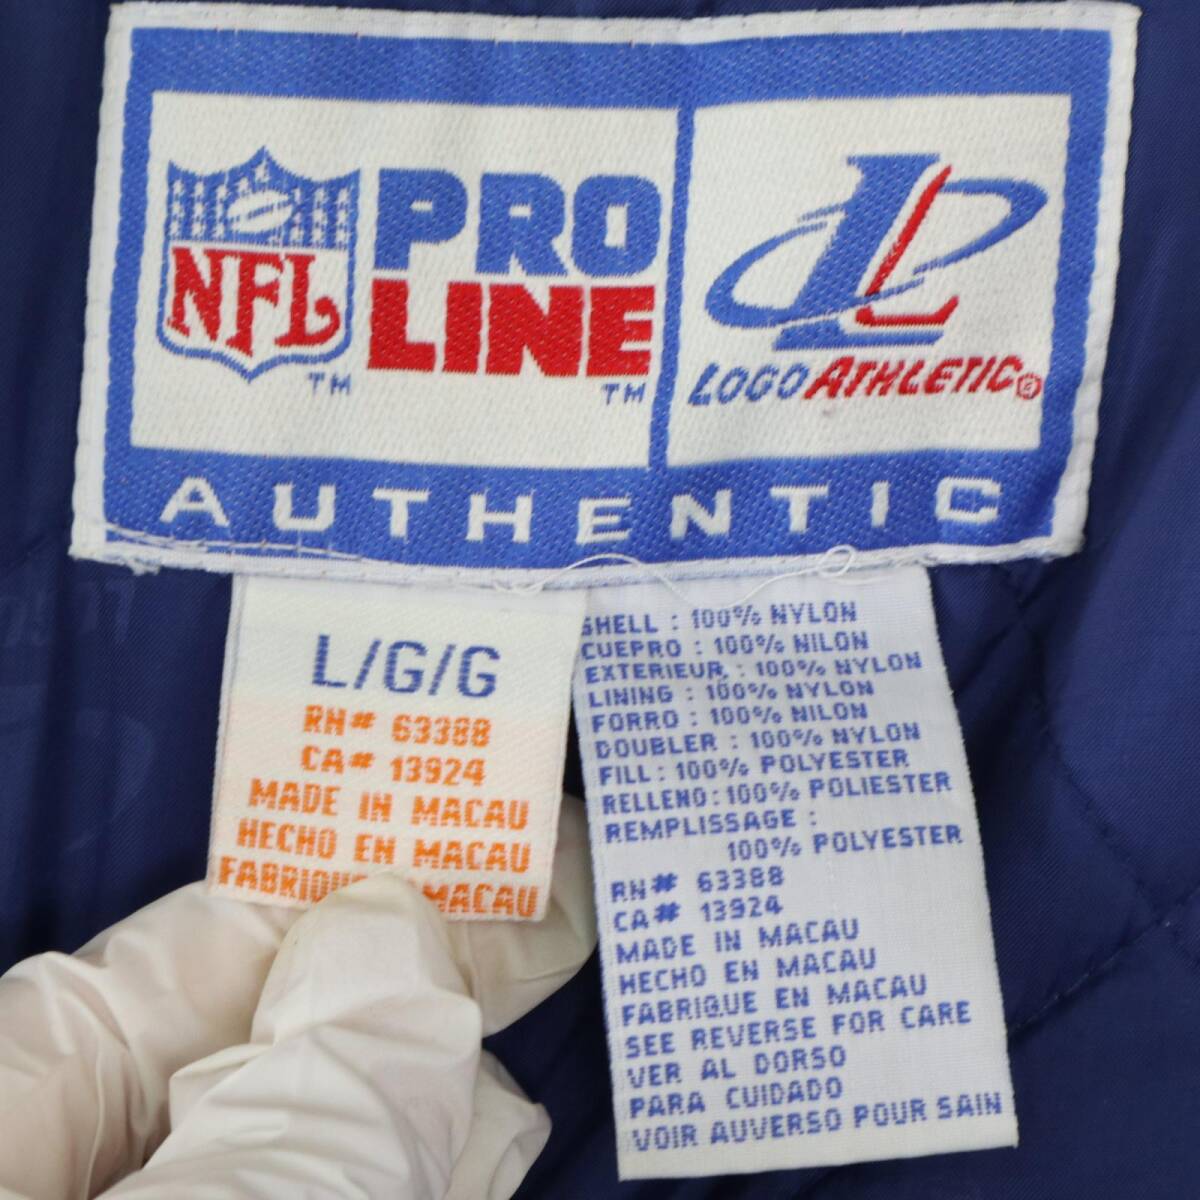 NFL
TM
PRO
LINE
TM
LOGO ATHLETIC®
AUTHENTIC
L/G/G
RN# 63388
CA# 13924
MADE IN MACAU
HECHO EN MACAU
MACAU
SHELL : 100% NYLON
CUEPRO : 100% NILON
EXTERIEUR : 100% NYLON
LINING : 100% NYLON
FORRO : 100% NILON
DOUBLER : 100% NYLON
FILL : 100% POLYESTER
RELLENO : 100% POLIESTER
REMPLISSAGE :
100% POLYESTER
RN# 63388
CA# 13924
MADE IN MACAU
HECHO EN MACAU
FABRIQUE EN MACAU
SEE REVERSE FOR CARE
VER AL DORSO
PARA CUIDADO
VOIR AUVERSO POUR SAIN